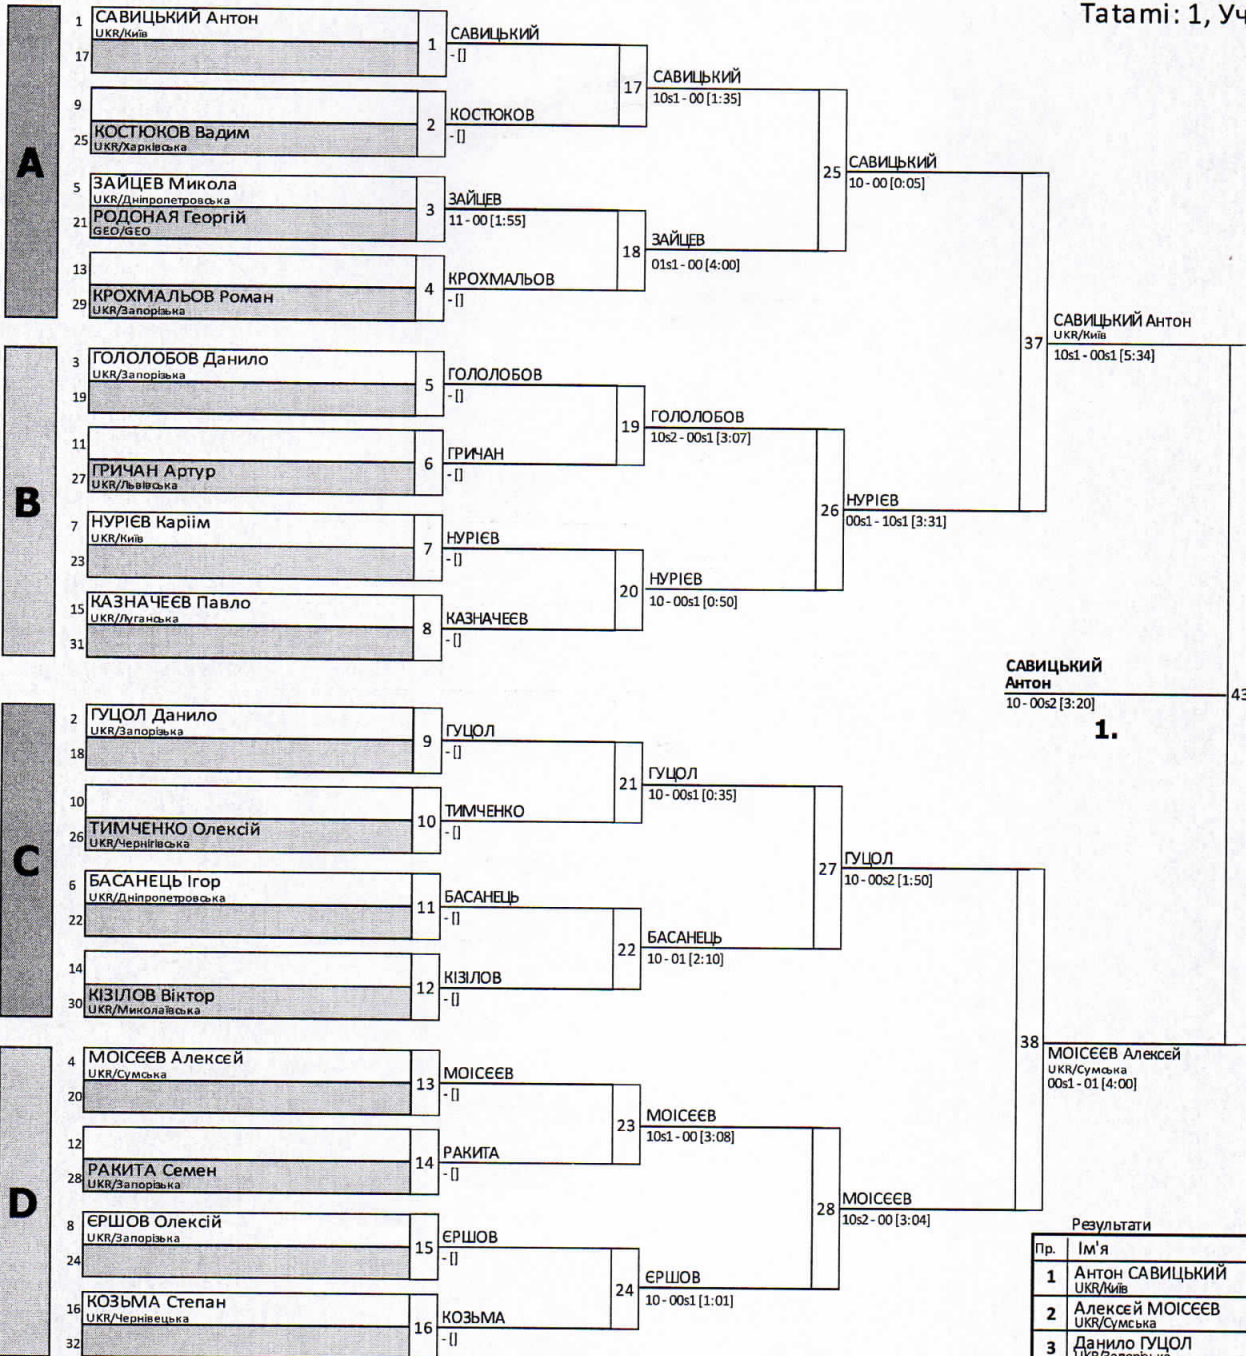 Tatami: 1, Уч
A
1 САВИЦЬКИЙ Антон
UKR/Київ
17
1
САВИЦЬКИЙ
- []
9
КОСТЮКОВ Вадим
25 UKR/Харківська
2
КОСТЮКОВ
- []
17
САВИЦЬКИЙ
10s1 - 00 [1:35]
5 ЗАЙЦЕВ Микола
UKR/Дніпропетровська
21 РОДОНАЯ Георгій
GEO/GEO
3
ЗАЙЦЕВ
11 - 00 [1:55]
13
КРОХМАЛЬОВ Роман
29 UKR/Запорізька
4
КРОХМАЛЬОВ
- []
18
ЗАЙЦЕВ
01s1 - 00 [4:00]
25
САВИЦЬКИЙ
10 - 00 [0:05]
B
3 ГОЛОЛОБОВ Данило
UKR/Запорізька
19
5
ГОЛОЛОБОВ
- []
11
ГРИЧАН Артур
27 UKR/Львівська
6
ГРИЧАН
- []
19
ГОЛОЛОБОВ
10s2 - 00s1 [3:07]
7 НУРІЄВ Каріім
UKR/Київ
23
7
НУРІЄВ
- []
15 КАЗНАЧЕЄВ Павло
UKR/Луганська
31
8
КАЗНАЧЕЄВ
- []
20
НУРІЄВ
10 - 00s1 [0:50]
26
НУРІЄВ
00s1 - 10s1 [3:31]
37
САВИЦЬКИЙ Антон
UKR/Київ
10s1 - 00s1 [5:34]
САВИЦЬКИЙ
Антон
10 - 00s2 [3:20]
1.
43
C
2 ГУЦОЛ Данило
UKR/Запорізька
18
9
ГУЦОЛ
- []
10
ТИМЧЕНКО Олексій
26 UKR/Чернігівська
10
ТИМЧЕНКО
- []
21
ГУЦОЛ
10 - 00s1 [0:35]
6 БАСАНЕЦЬ Ігор
UKR/Дніпропетровська
22
11
БАСАНЕЦЬ
- []
14
КІЗІЛОВ Віктор
30 UKR/Миколаївська
12
КІЗІЛОВ
- []
22
БАСАНЕЦЬ
10 - 01 [2:10]
27
ГУЦОЛ
10 - 00s2 [1:50]
D
4 МОІСЄЄВ Алексєй
UKR/Сумська
20
13
МОІСЄЄВ
- []
12
РАКИТА Семен
28 UKR/Запорізька
14
РАКИТА
- []
23
МОІСЄЄВ
10s1 - 00 [3:08]
8 ЄРШОВ Олексій
UKR/Запорізька
24
15
ЄРШОВ
- []
16 КОЗЬМА Степан
UKR/Чернівецька
32
16
КОЗЬМА
- []
24
ЄРШОВ
10 - 00s1 [1:01]
28
МОІСЄЄВ
10s2 - 00 [3:04]
38
МОІСЄЄВ Алексєй
UKR/Сумська
00s1 - 01 [4:00]
Результати
Пр. Ім'я
1 Антон САВИЦЬКИЙ
UKR/Київ
2 Алексєй МОІСЄЄВ
UKR/Сумська
3 Данило ГУЦОЛ
UKR/Запорізька